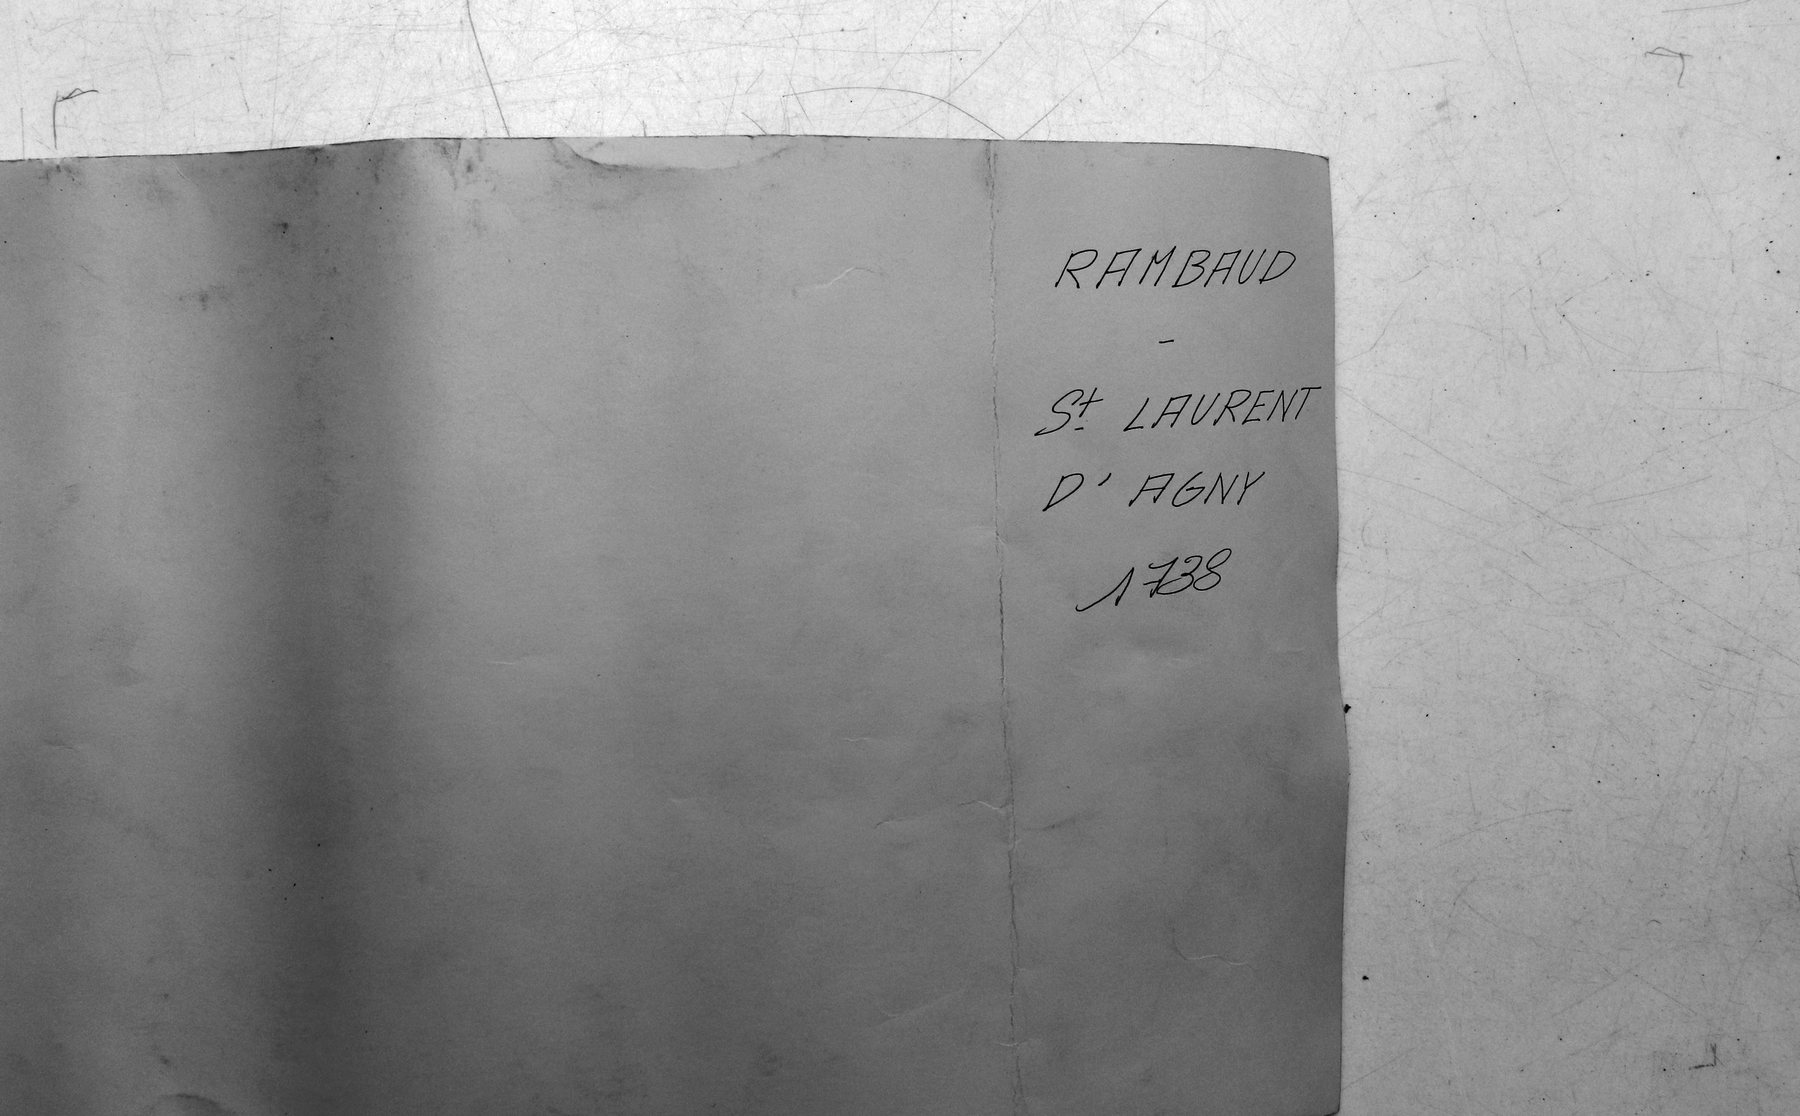 RAMBAUD
-
St LAURENT
D' AGNY
1738